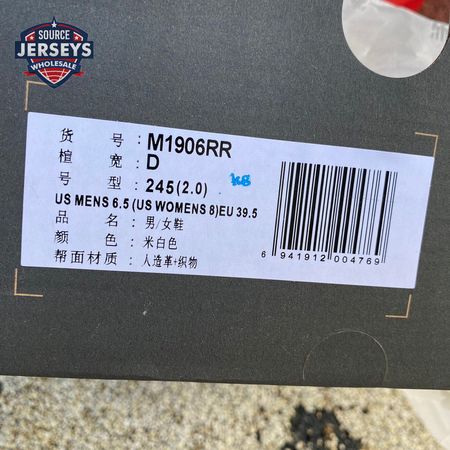 SOURCE
JERSEYS
WHOLESALE
货 号: M1906RR
楦 宽: D
号 型: 245(2.0) K8
US MENS 6.5 (US WOMENS 8)EU 39.5
品 名: 男/女鞋
颜 色: 米白色
帮面材质: 人造革+织物
6 941912 004769